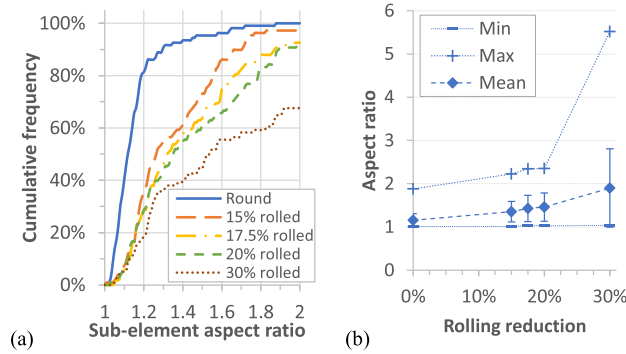 100%
80%
60%
40%
20%
0%
Cumulative frequency
Round
15% rolled
17.5% rolled
20% rolled
30% rolled
1 1.2 1.4 1.6 1.8 2
Sub-element aspect ratio
(a)
6
5
4
3
2
1
0
Aspect ratio
Min
Max
Mean
0% 10% 20% 30%
Rolling reduction
(b)